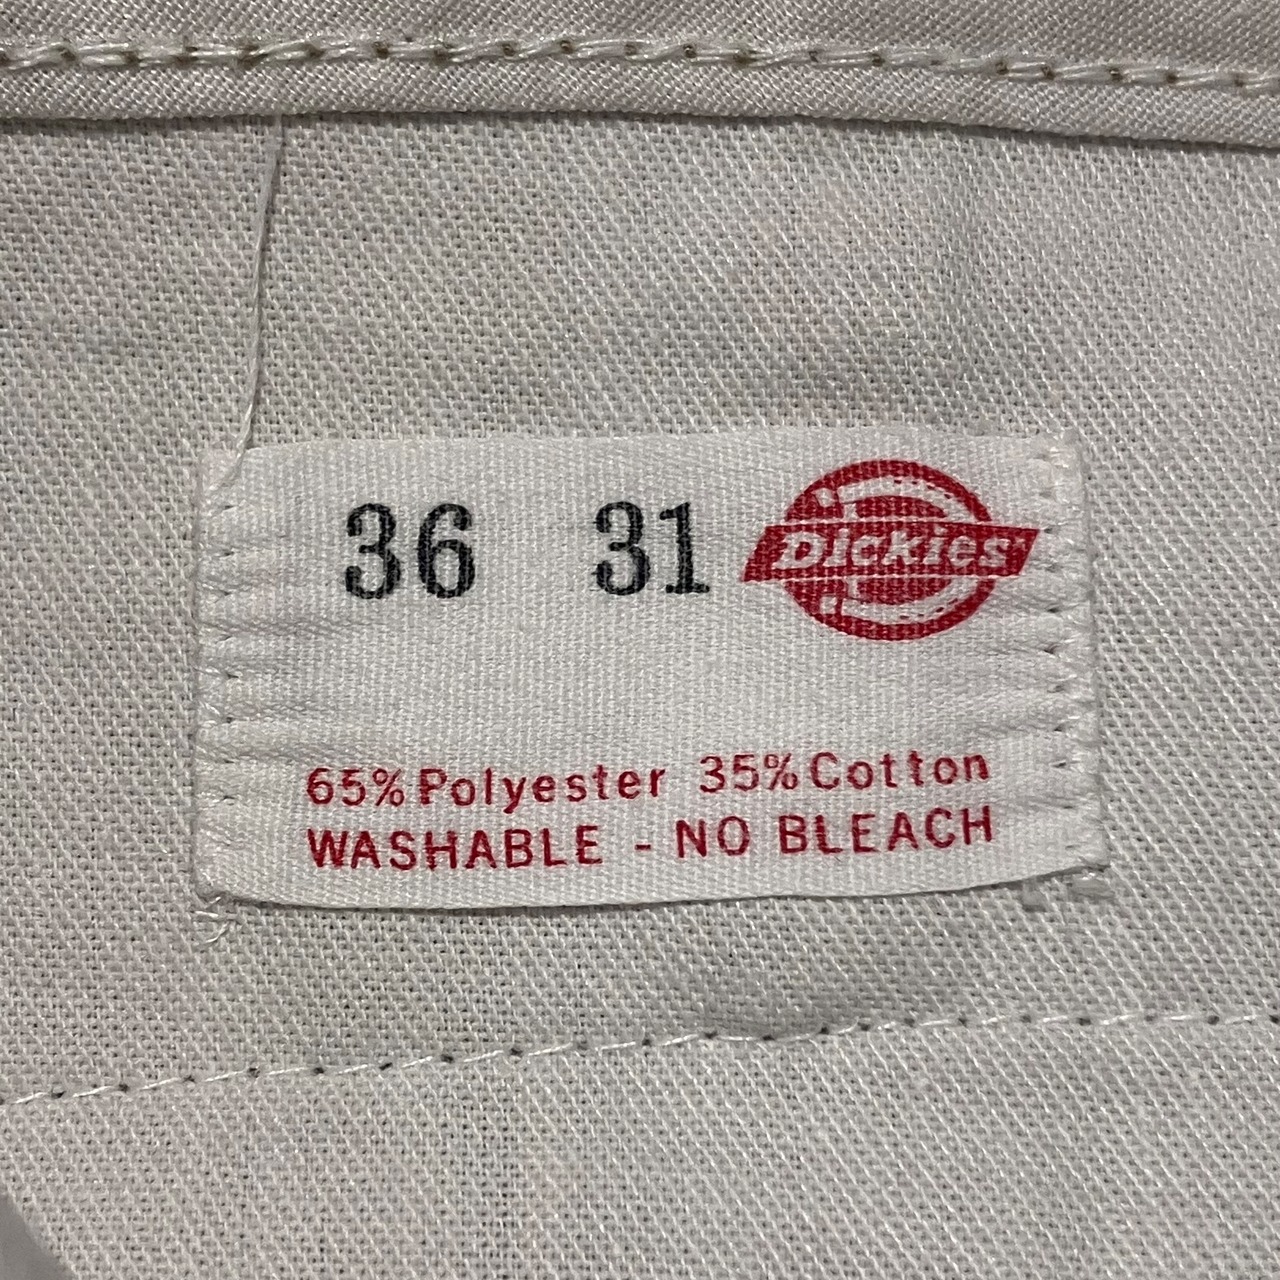 36 31 Dickies
65% Polyester 35% Cotton
WASHABLE - NO BLEACH